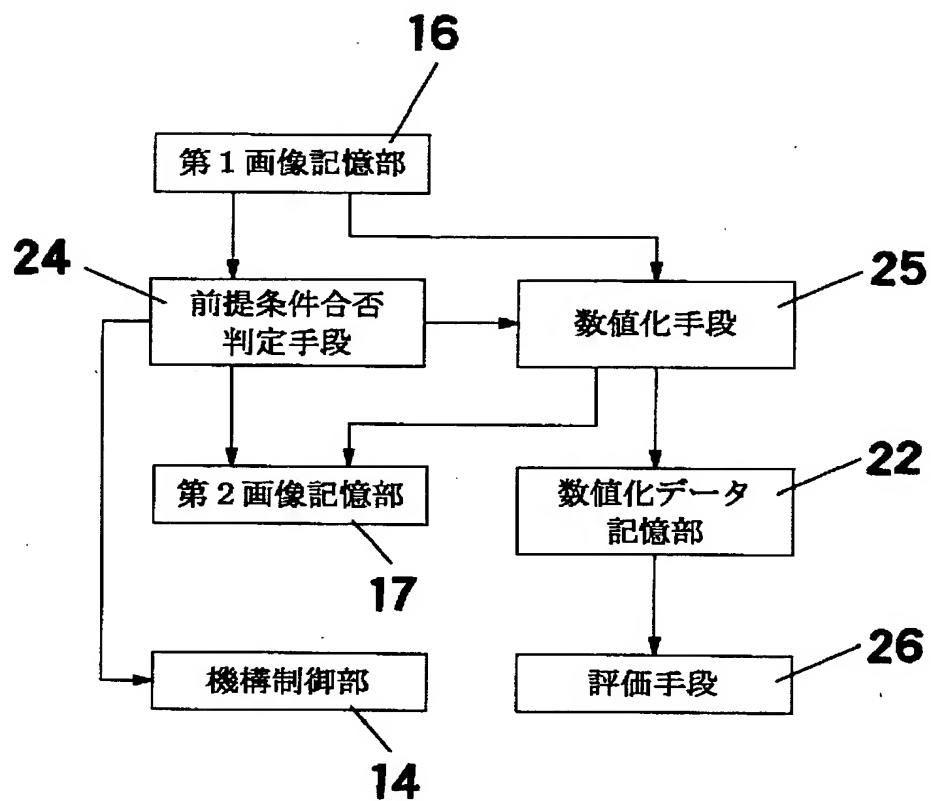 16
第1画像記憶部
24
前提条件合否
判定手段
25
数値化手段
第2画像記憶部
17
22
数値化データ
記憶部
機構制御部
14
26
評価手段